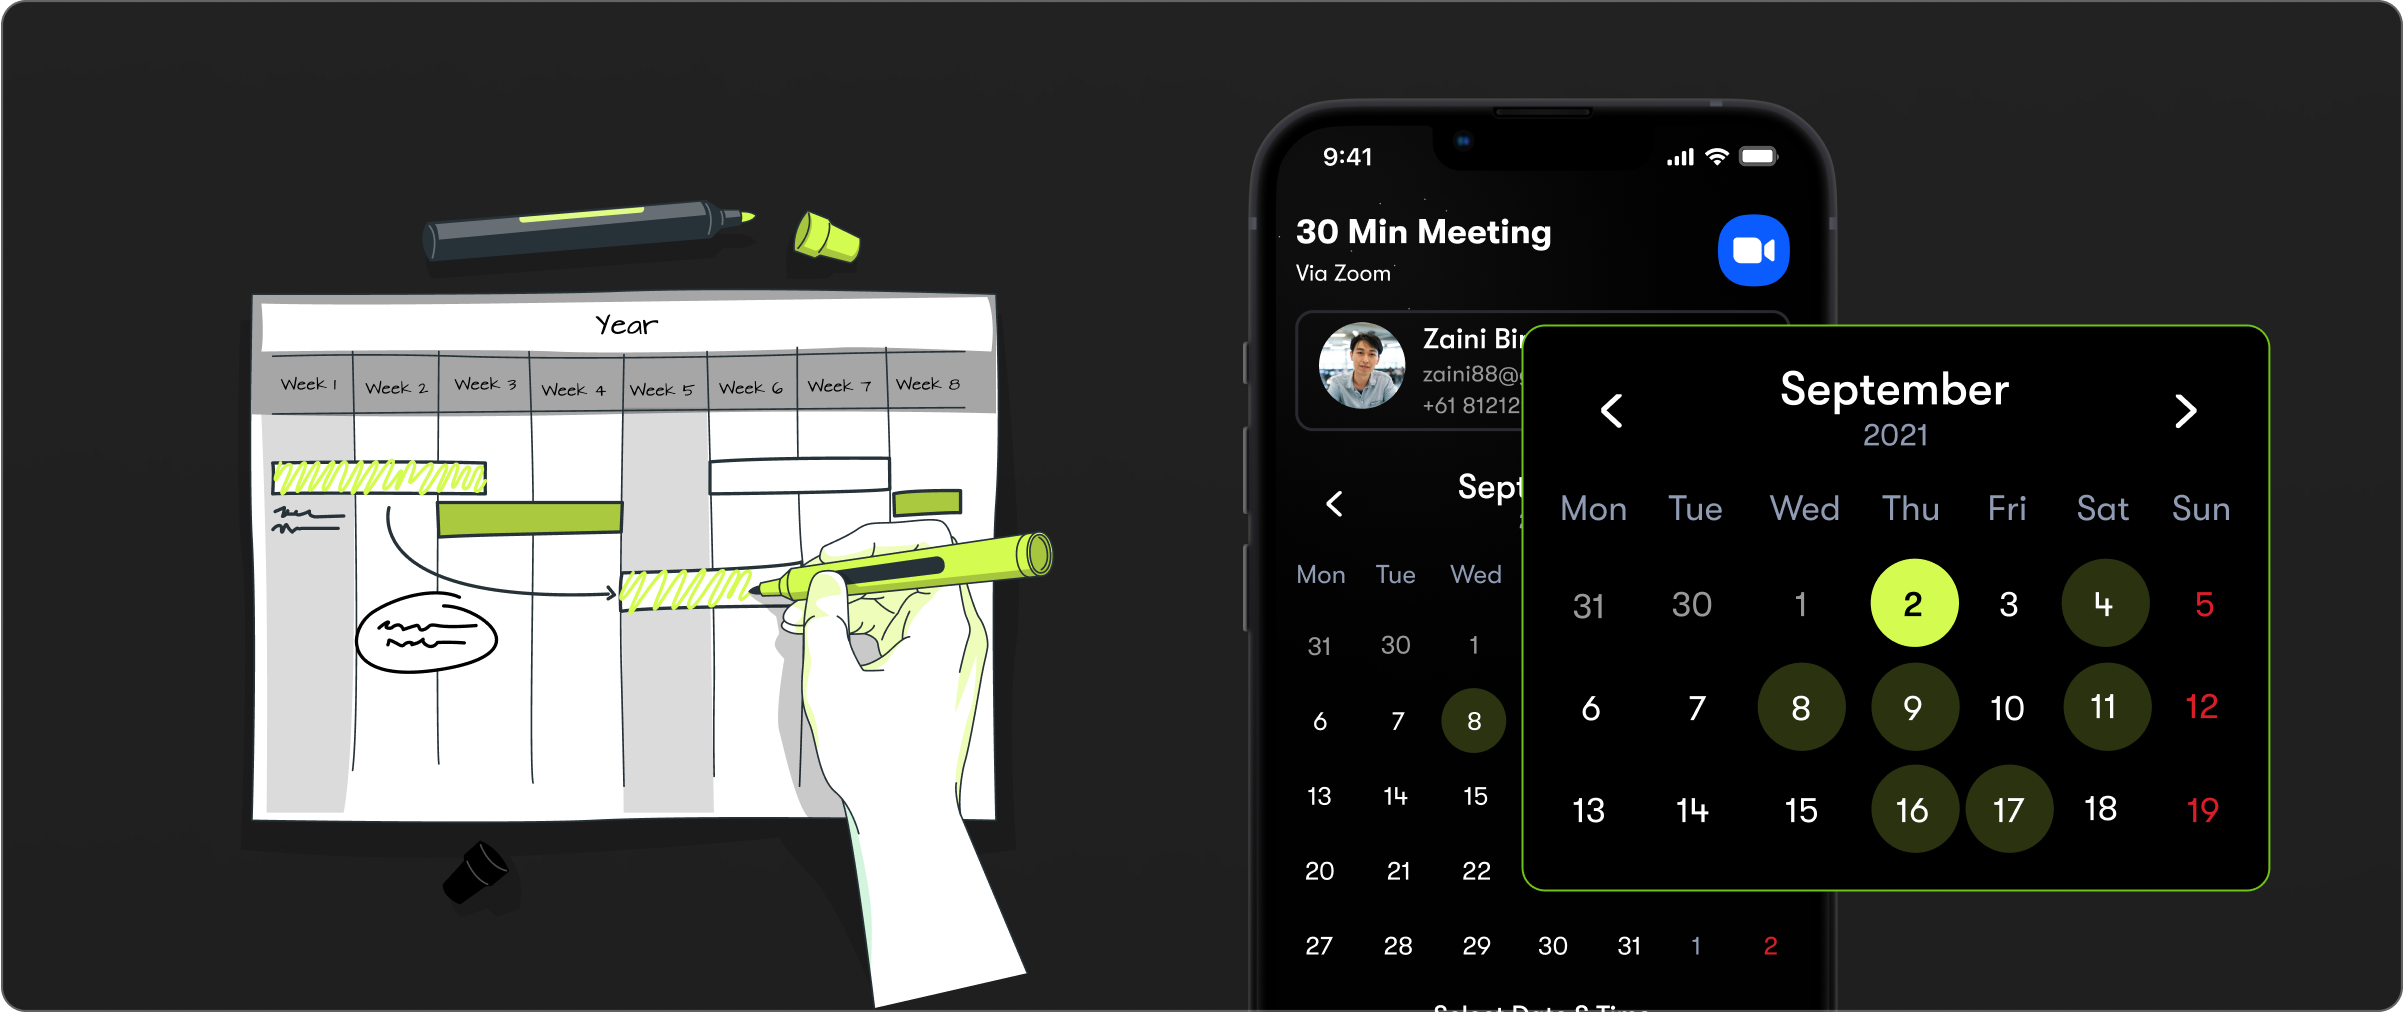 Year
Week 1 Week 2 Week 3 Week 4 Week 5 Week 6 Week 7 Week 8
9:41
30 Min Meeting
Via Zoom
Zaini
zaini88@
+61 81212
Sept
Mon Tue Wed
31 30 1
6 7 8
13 14 15
20 21 22
27 28 29 30 31 1 2
Select Date & Time
September
2021
Mon Tue Wed Thu Fri Sat Sun
31 30 1 2 3 4 5
6 7 8 9 10 11 12
13 14 15 16 17 18 19